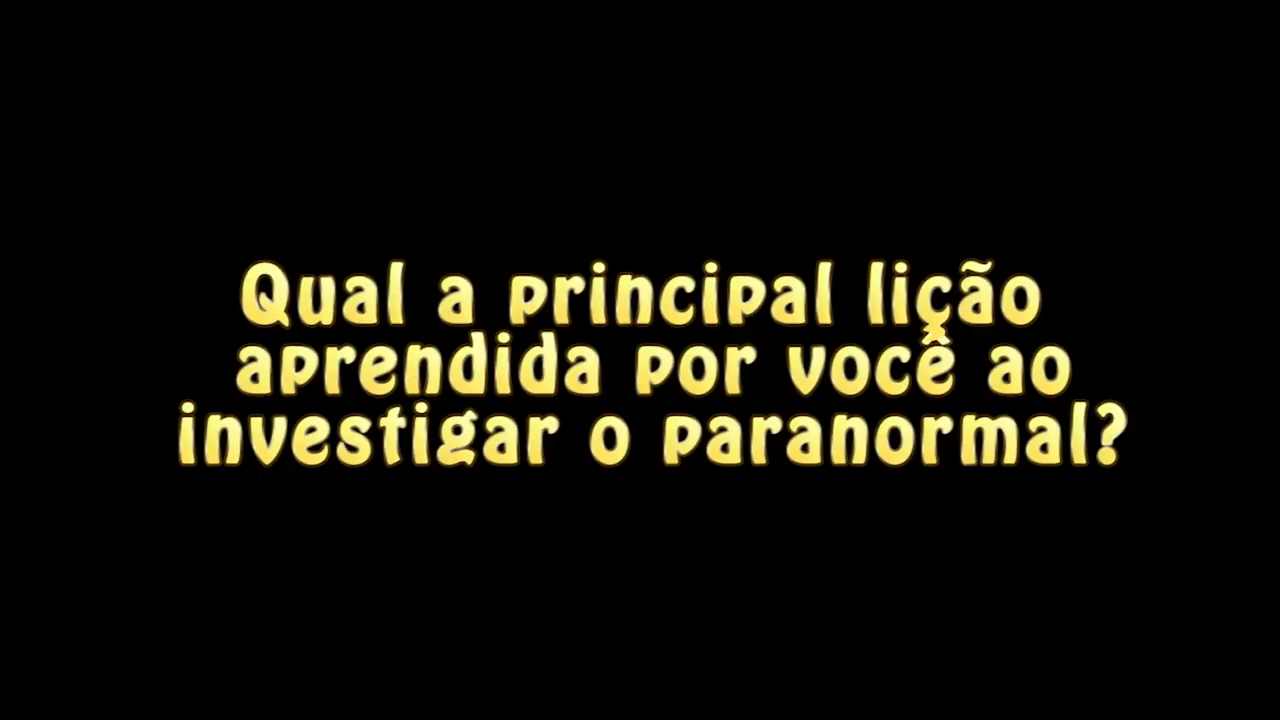 Qual a principal lição
aprendida por você ao
investigar o paranormal?